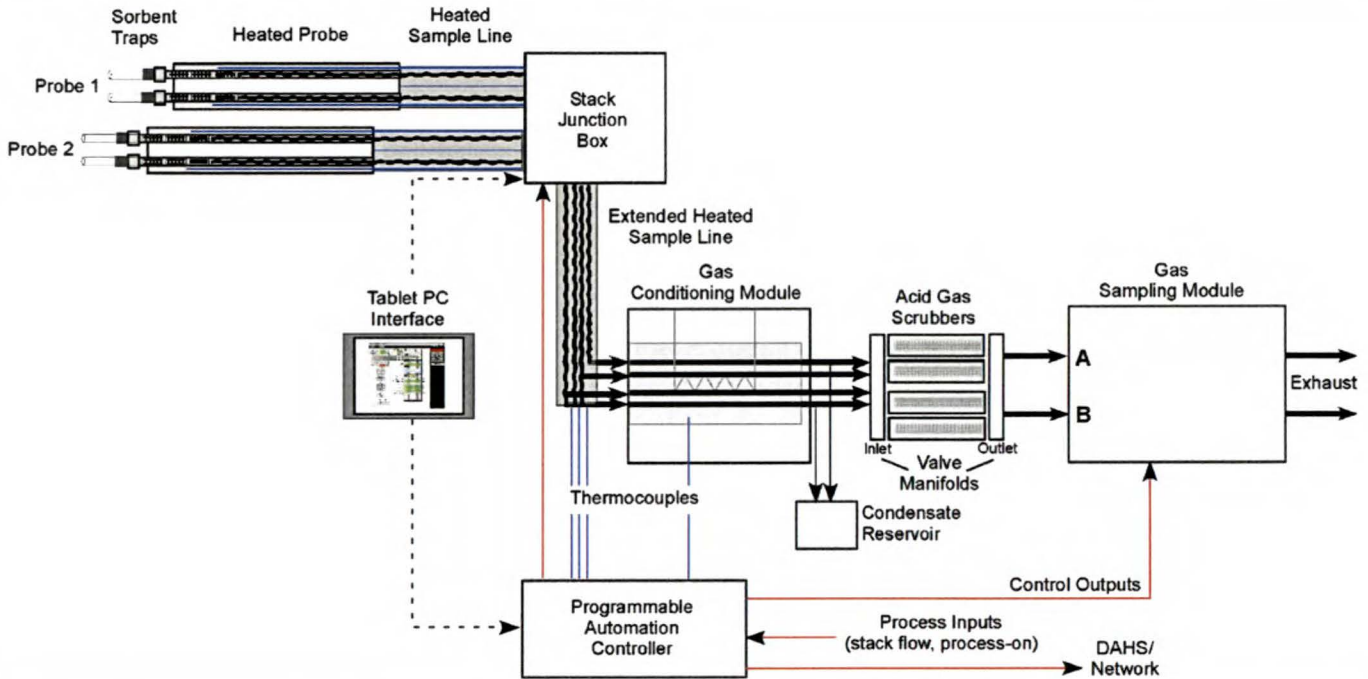 Sorbent
Traps
Heated Probe
Heated
Sample Line
Probe 1
Probe 2
Stack
Junction
Box
Extended Heated
Sample Line
Gas
Conditioning Module
Acid Gas
Scrubbers
Gas
Sampling Module
Tablet PC
Interface
A
B
Exhaust
Inlet
Outlet
Valve
Manifolds
Thermocouples
Condensate
Reservoir
Control Outputs
Programmable
Automation
Controller
Process Inputs
(stack flow, process-on)
DAHS/
Network